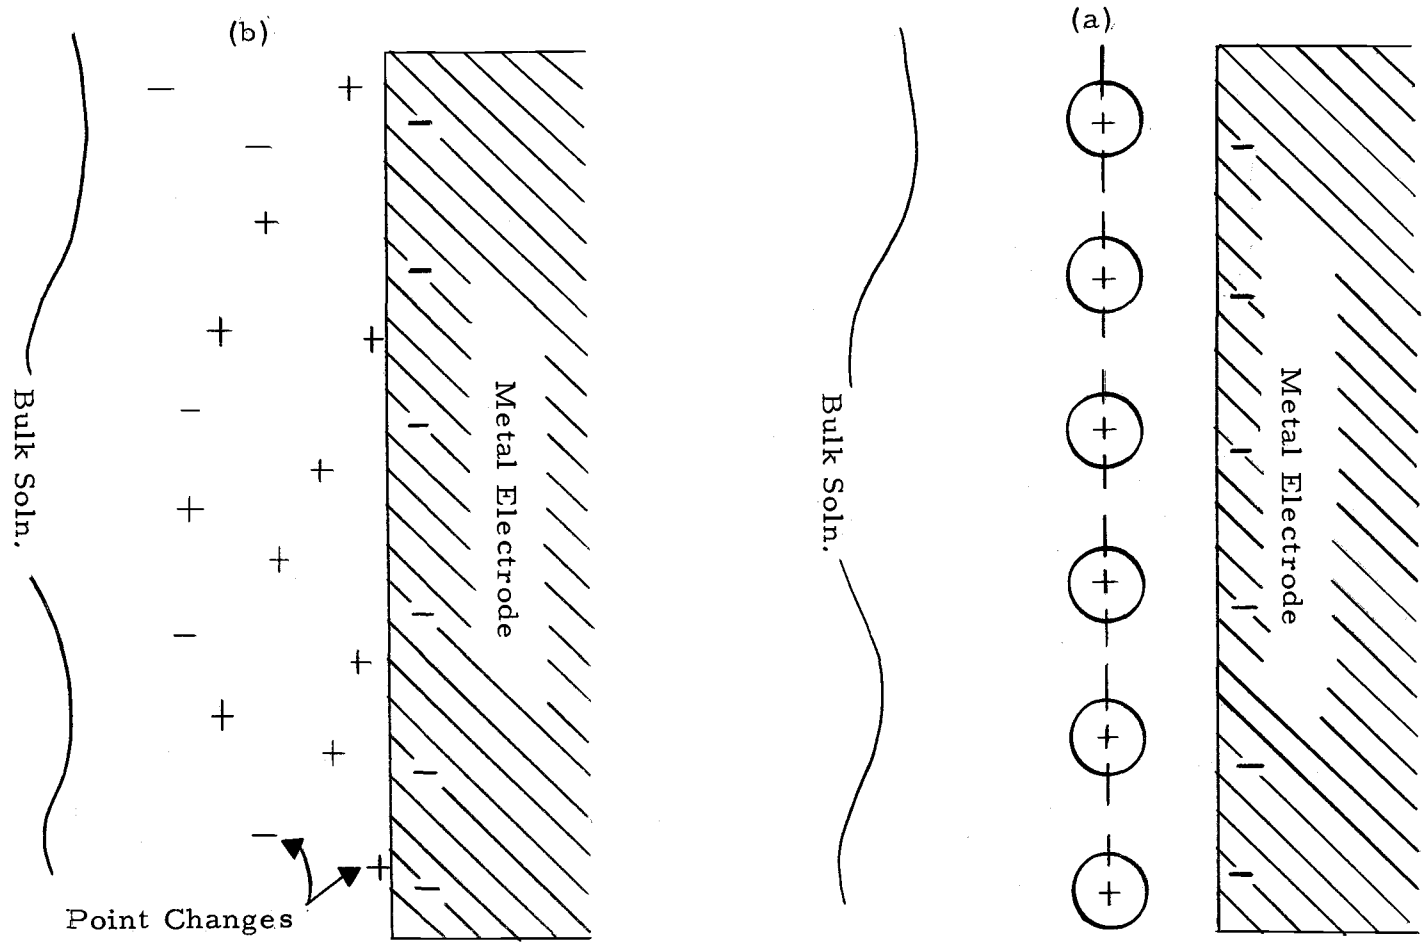 (b)
(a)
Bulk Soln.
Metal Electrode
Bulk Soln.
Metal Electrode
Point Changes